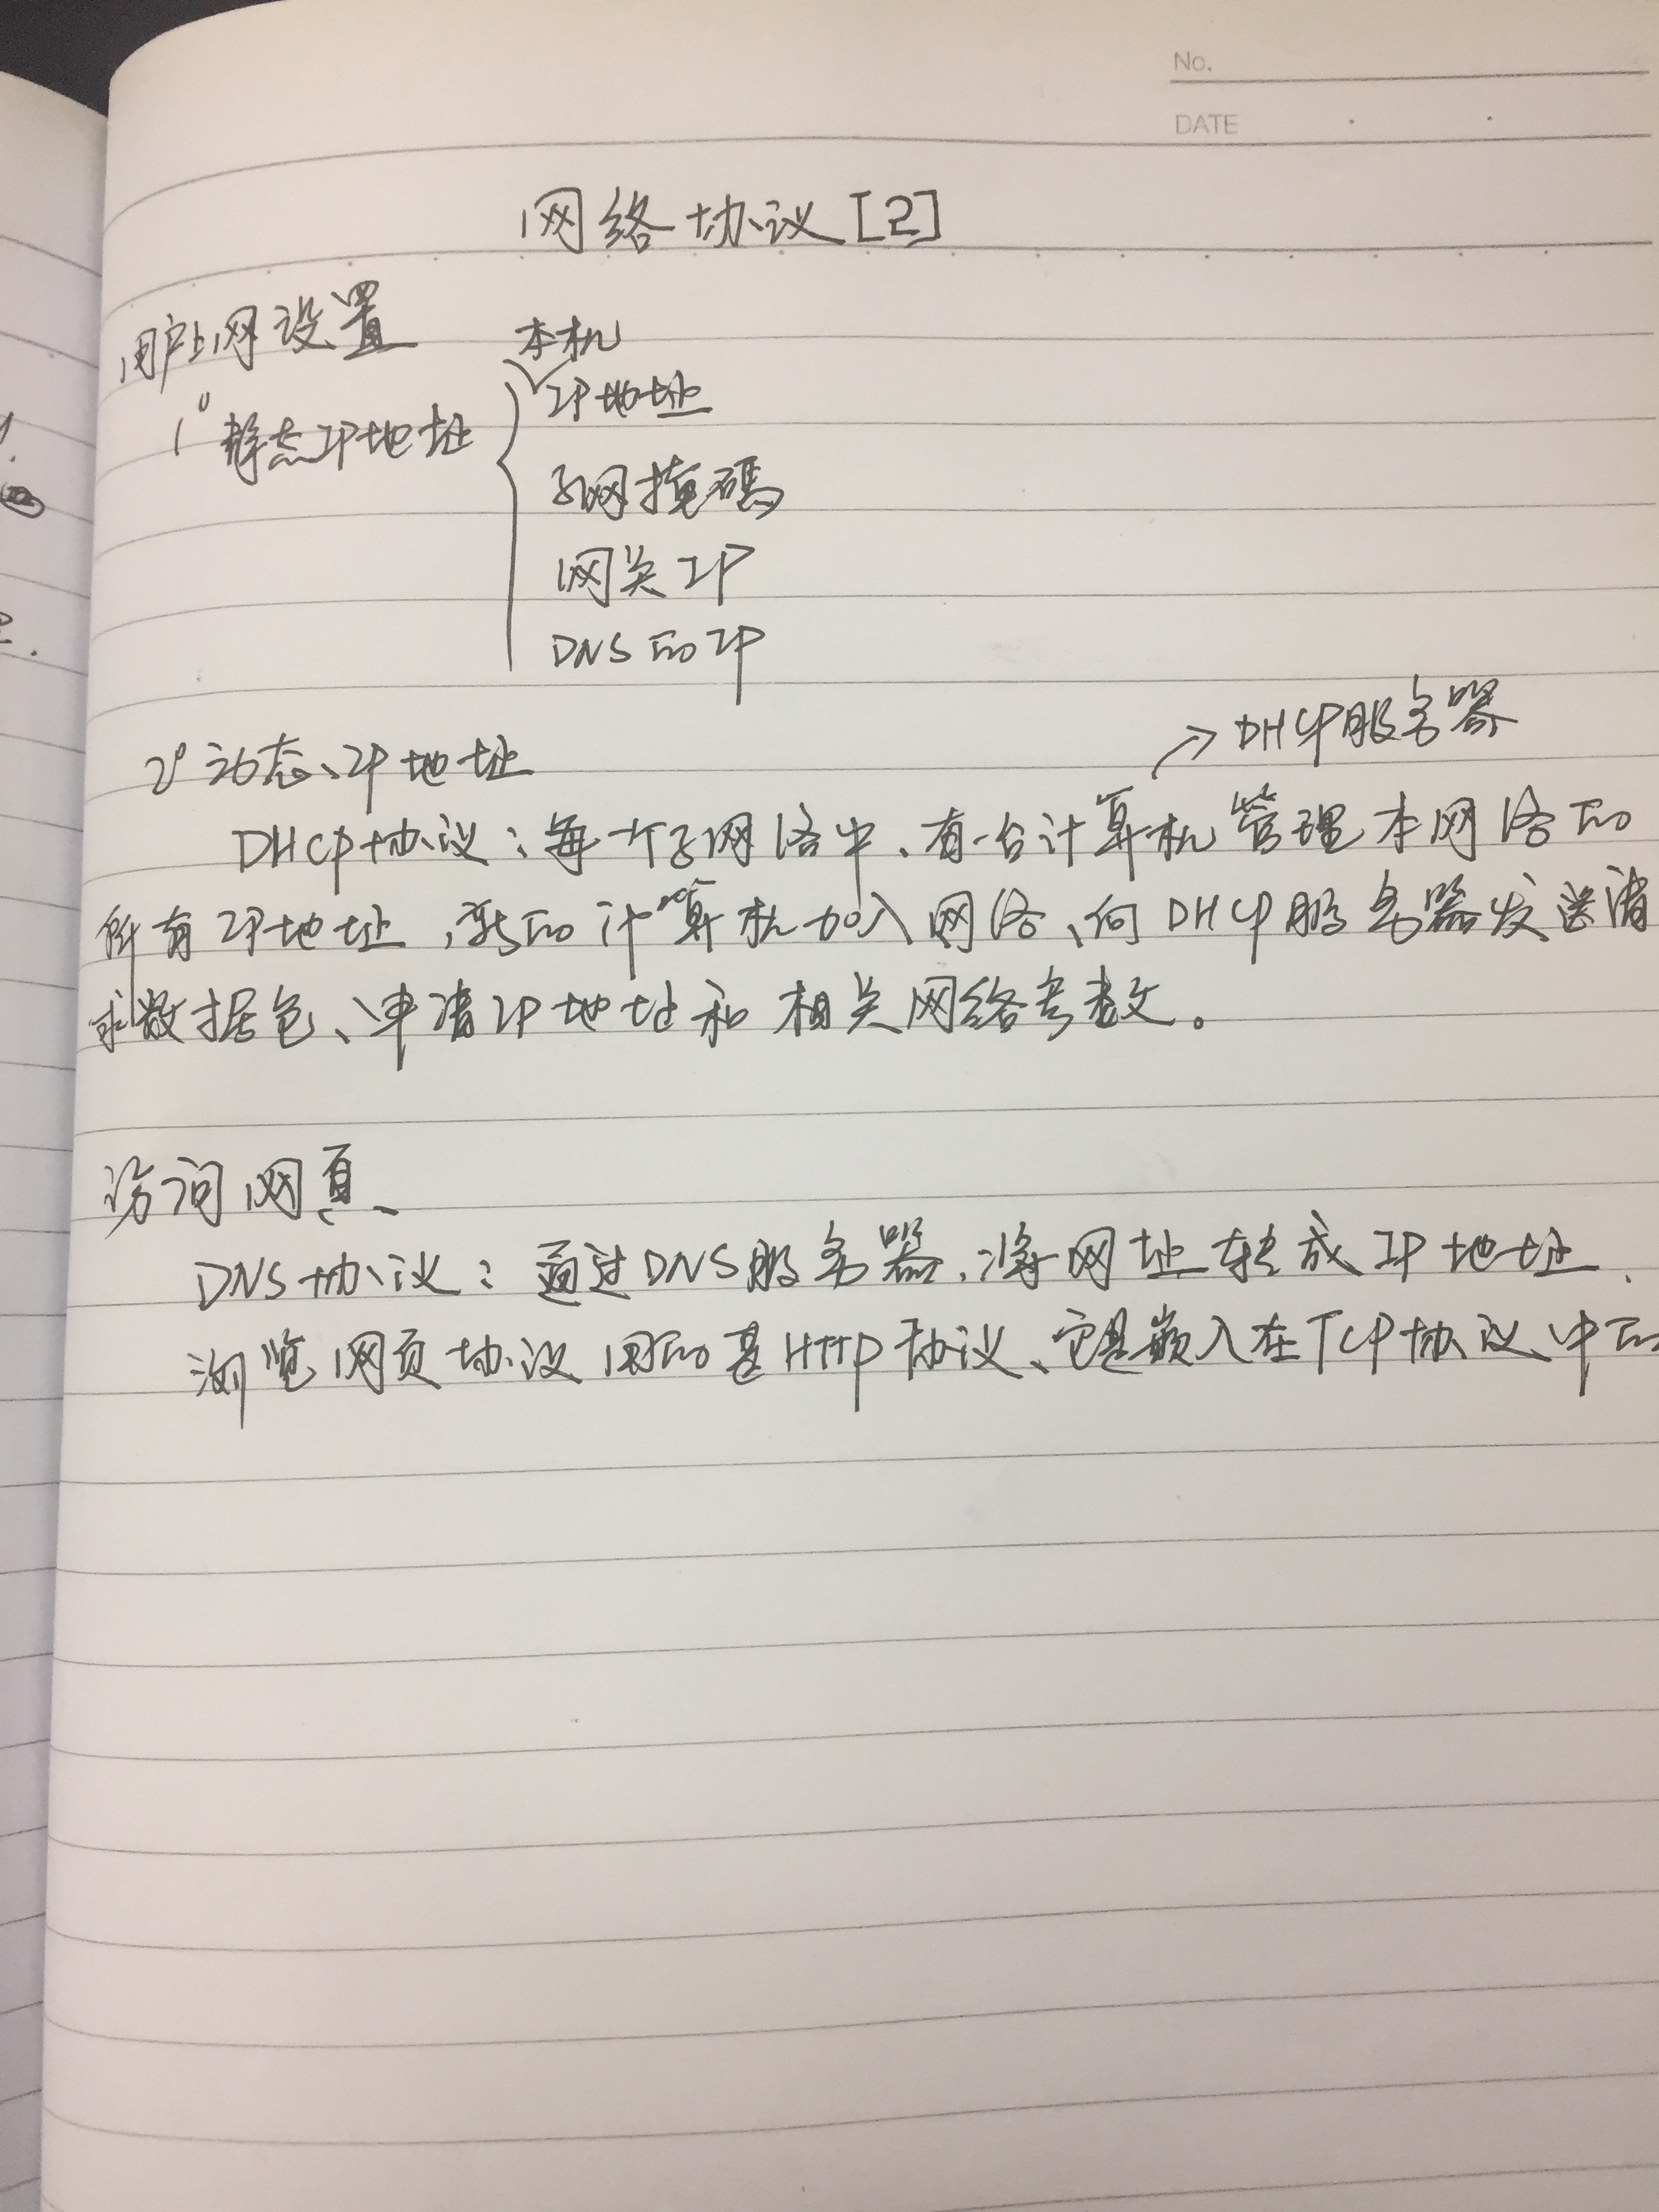 No.
DATE
网络协议[2]
用户上网设置
1° 静态IP地址
本机
IP地址
子网掩码
网关IP
DNS的IP
2° 动态IP地址
→DHCP服务器
DHCP协议：每一个子网络中、有一台计算机管理本网络的
所有IP地址，新的计算机加入网络、向DHCP服务器发送请
求数据包、申请IP地址和相关网络参数。
访问网页
DNS协议：通过DNS服务器，将网址转成IP地址.
浏览网页协议用的是HTTP协议、它是嵌入在TCP协议中的